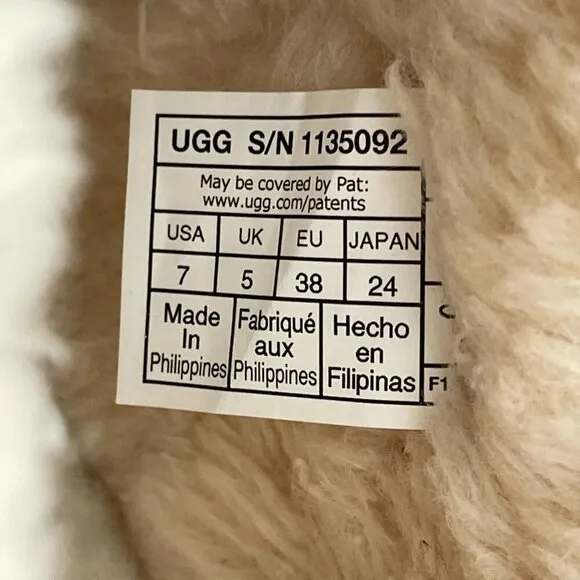 UGG S/N 1135092
May be covered by Pat:
www.ugg.com/patents
USA UK EU JAPAN
7 5 38 24
Made In Philippines
Fabriqué aux Philippines
Hecho en Filipinas
F1